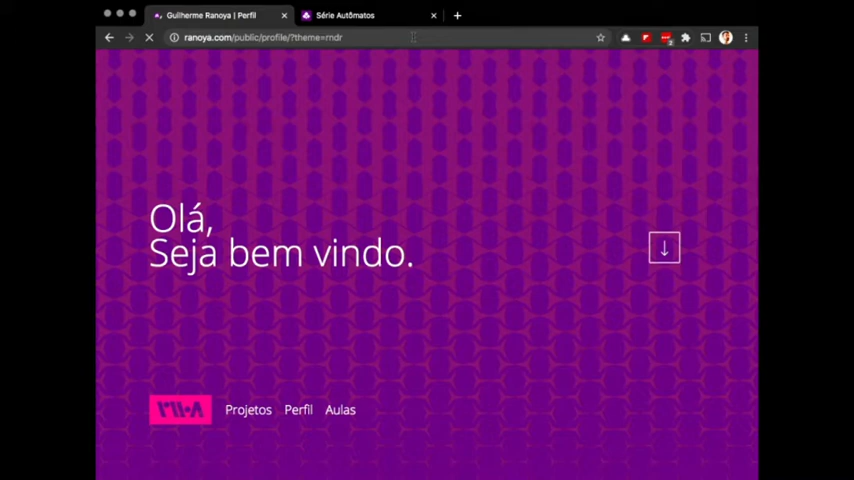 Guilherme Ranoya | Perfil
Série Autômatos
ranoya.com/public/profile/?theme=rndr
Olá,
Seja bem vindo.
Projetos Perfil Aulas